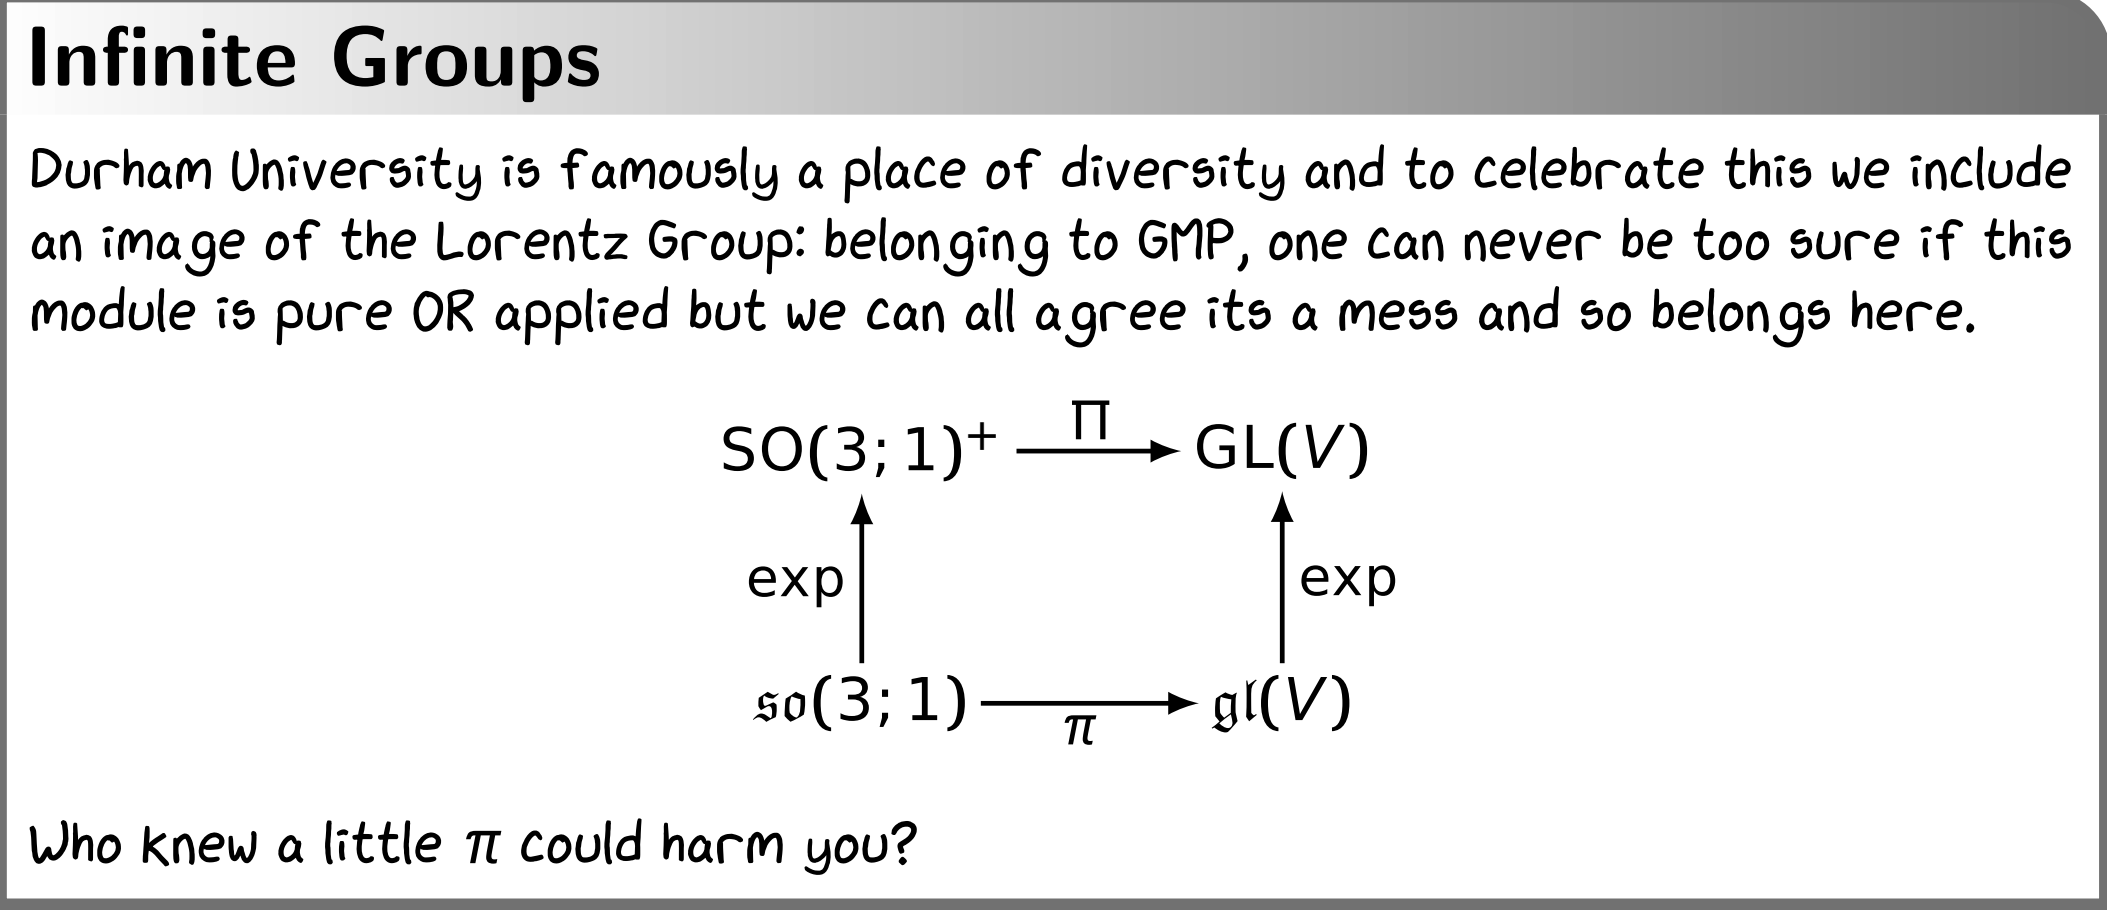 Infinite Groups
Durham University is famously a place of diversity and to celebrate this we include
an image of the Lorentz Group: belonging to GMP, one can never be too sure if this
module is pure OR applied but we can all agree its a mess and so belongs here.
Π
SO(3; 1)⁺ GL(V)
exp exp
𝔰𝔬(3; 1) 𝔤𝔩(V)
π
Who knew a little π could harm you?